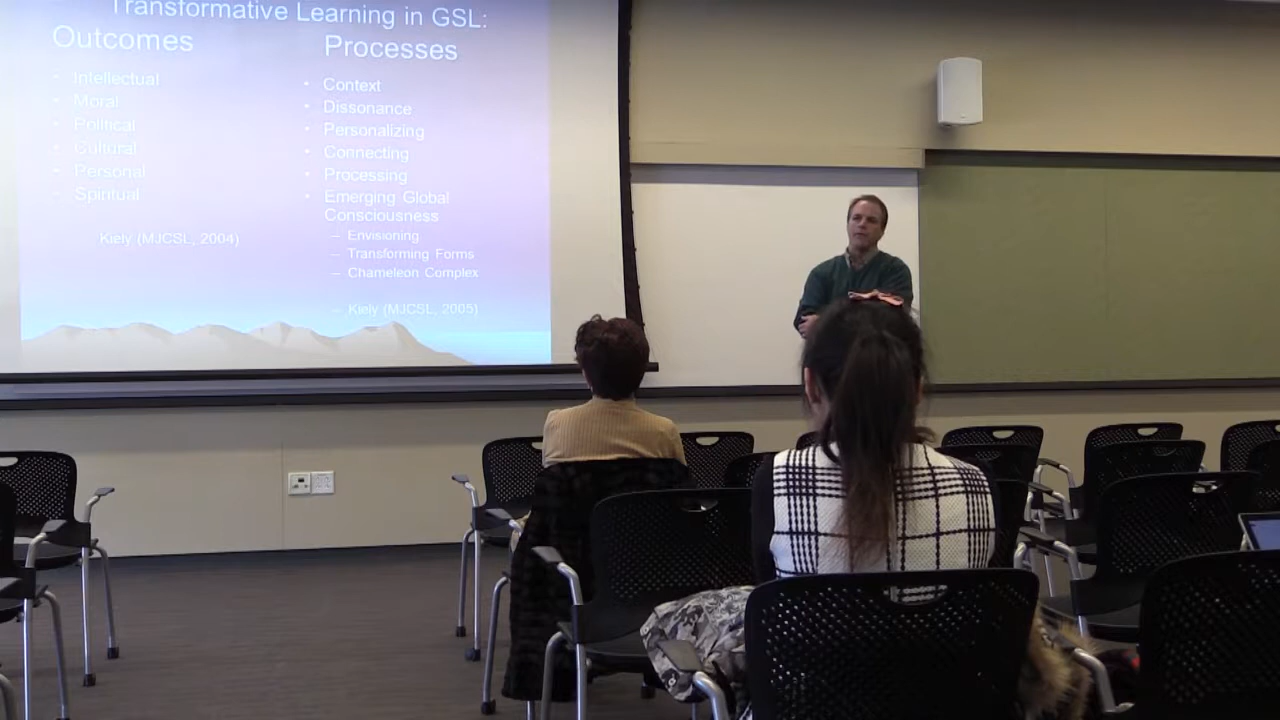 Transformative Learning in GSL:
Outcomes
• Intellectual
• Moral
• Political
• Cultural
• Personal
• Spiritual
Kiely (MJCSL, 2004)
Processes
• Context
• Dissonance
• Personalizing
• Connecting
• Processing
• Emerging Global
Consciousness
– Envisioning
– Transforming Forms
– Chameleon Complex
– Kiely (MJCSL, 2005)